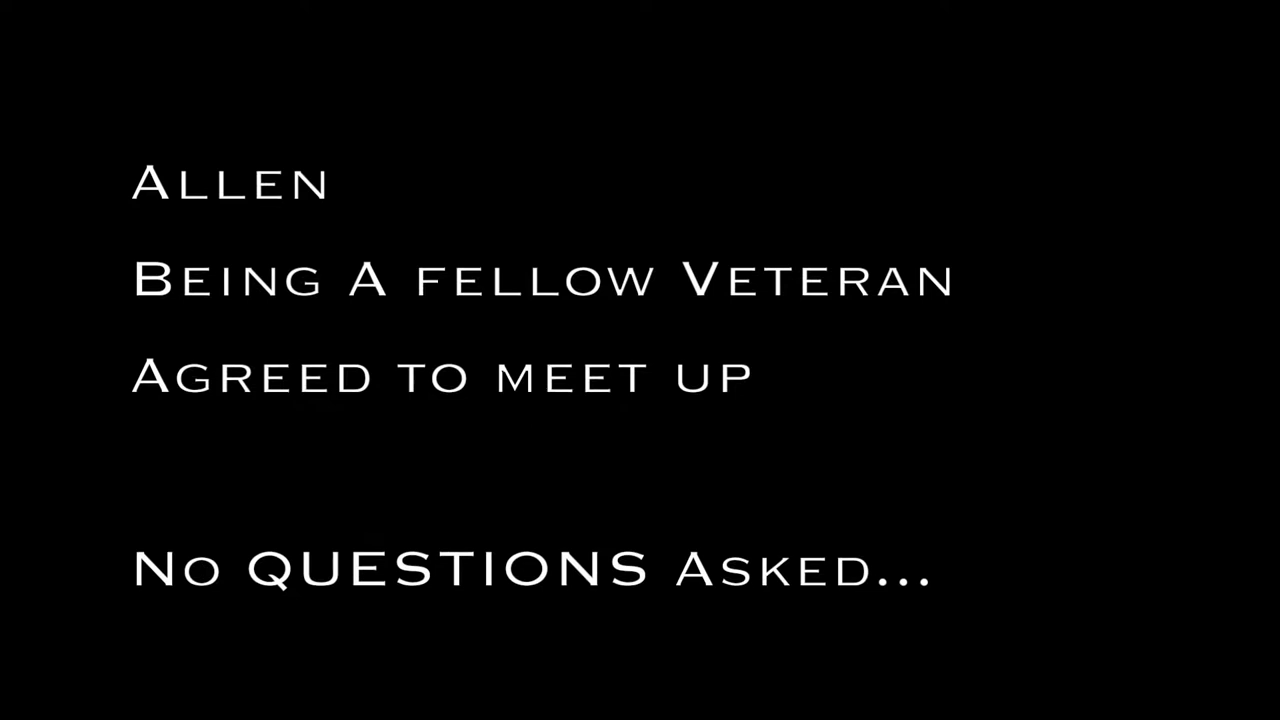 Allen
Being A fellow Veteran
Agreed to meet up
No QUESTIONS Asked...